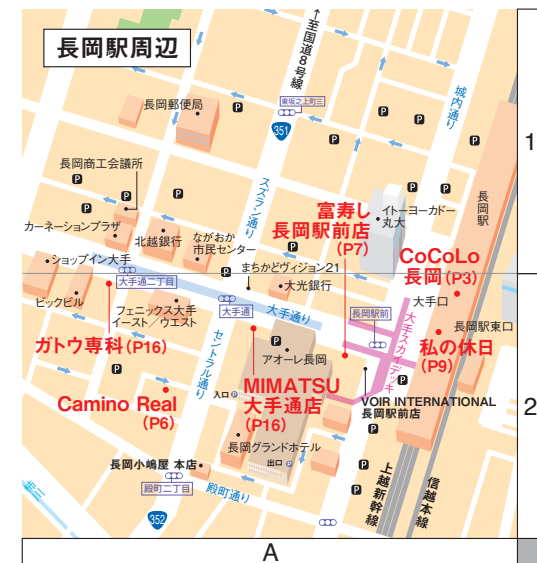 長岡駅周辺
←至国道8号線
城内通り
1
長岡郵便局
P
P
東坂之上町三
P
351
P
P
P
P
長岡商工会議所
P
P
P
スズラン通り
長岡駅
富寿し
長岡駅前店
(P7)
イトーヨーカドー
丸大
カーネーションプラザ
北越銀行
ながおか
市民センター
P
CoCoLo
長岡(P3)
ショップイン大手
まちかどヴィジョン21
大手通二丁目
P
大光銀行
ビックビル
フェニックス大手
イースト／ウエスト
大手通
大手通り
長岡駅前
大手口
大手スカイデッキ
長岡駅東口
ガトウ専科(P16)
セントラル通り
P
アオーレ長岡
私の休日
(P9)
P
2
Camino Real
(P6)
入口P
MIMATSU
大手通店
(P16)
P
VOIR INTERNATIONAL
長岡駅前店
P
長岡グランドホテル
出口P
P
長岡小嶋屋 本店
殿町二丁目
殿町通り
上越新幹線
信越本線
P
352
P
A